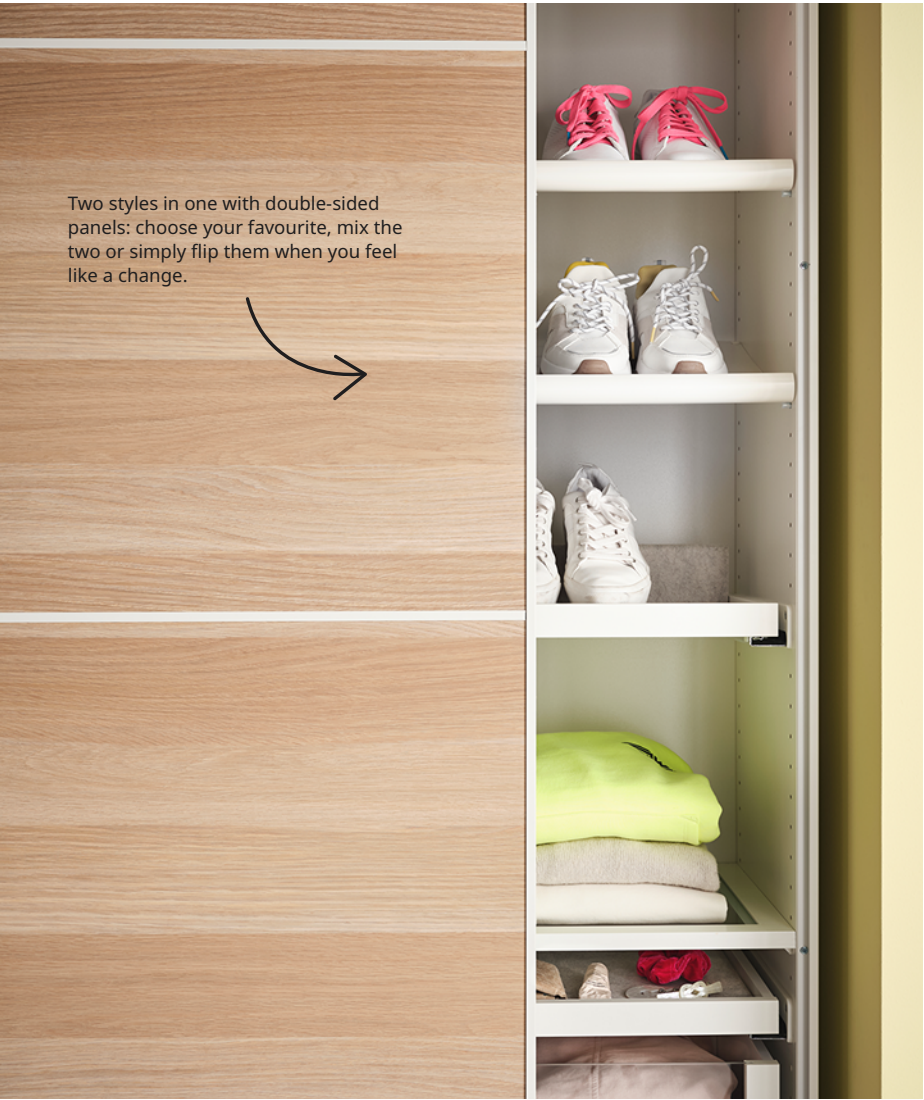 Two styles in one with double-sided
panels: choose your favourite, mix the
two or simply flip them when you feel
like a change.